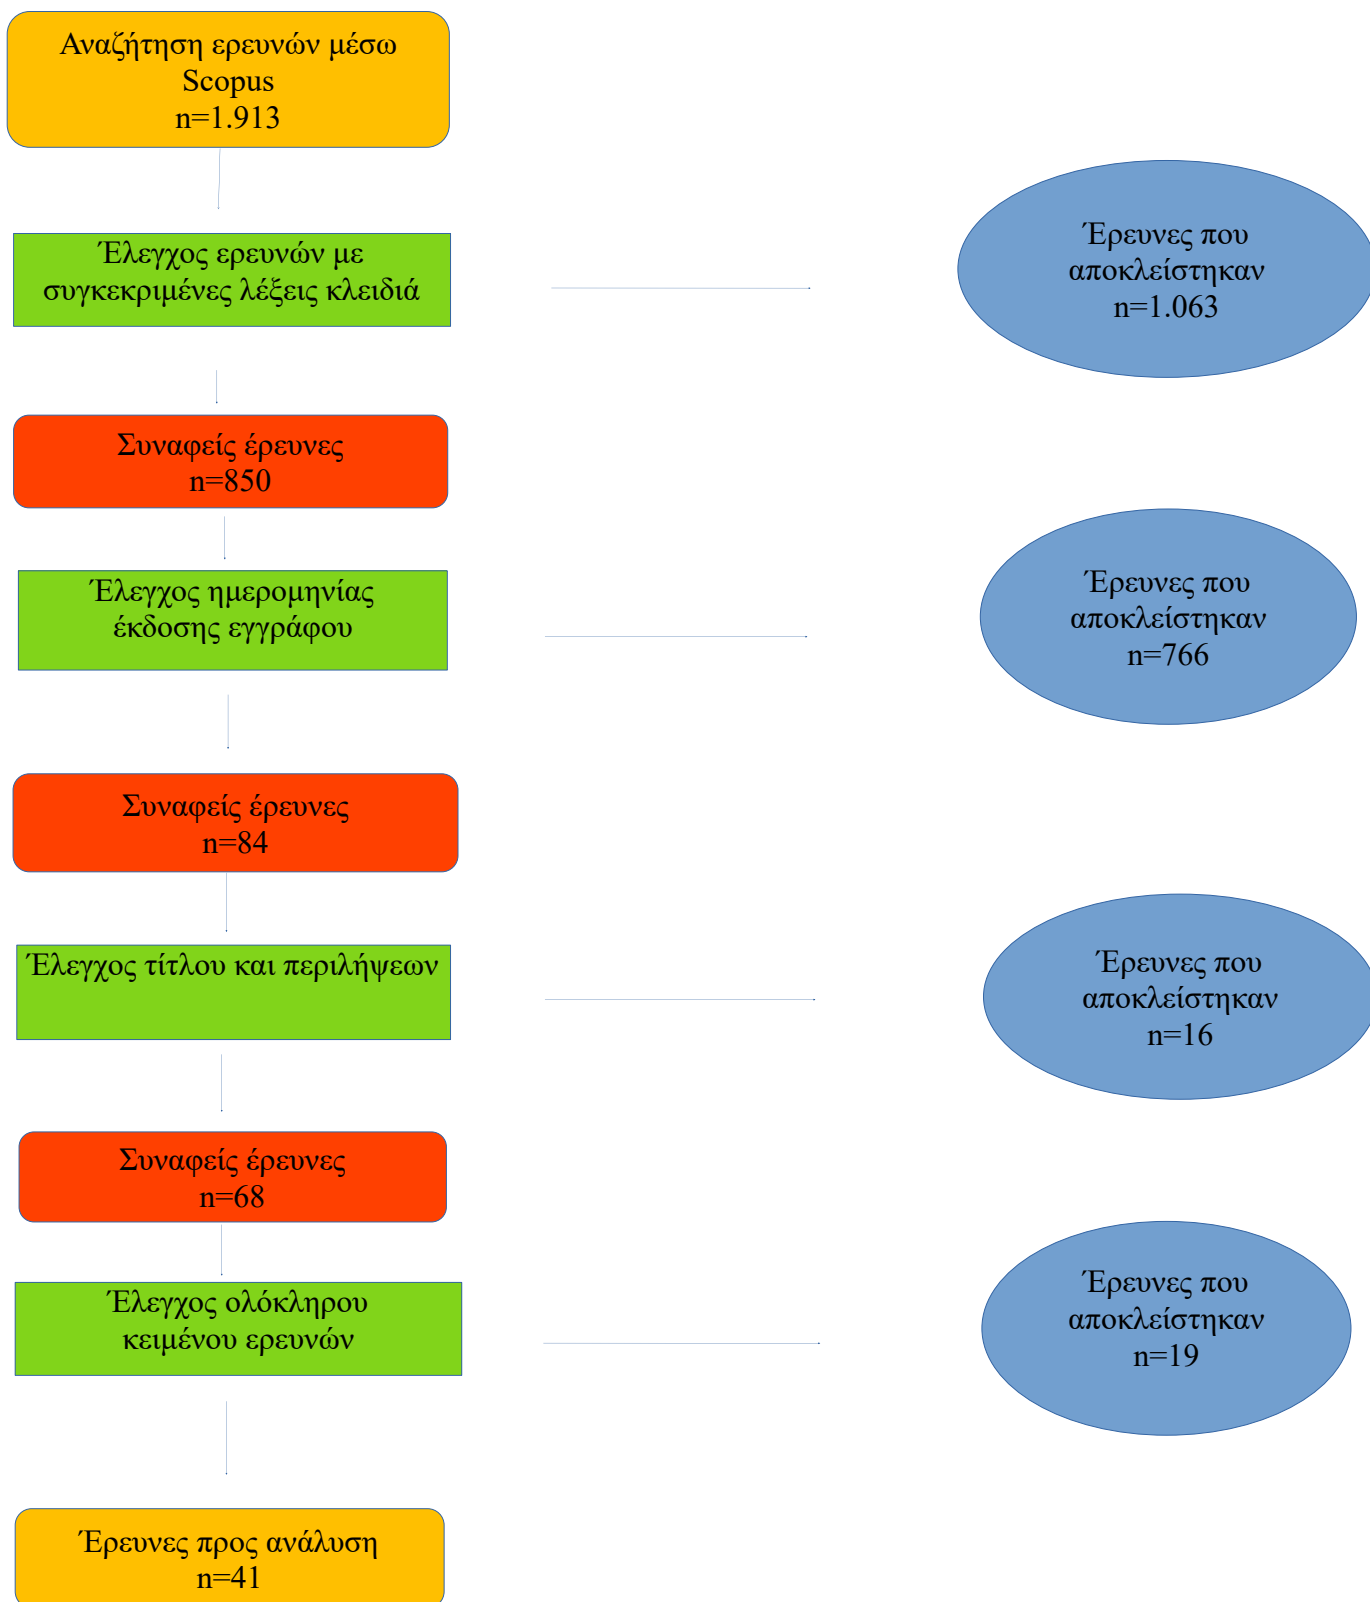 Αναζήτηση ερευνών μέσω
Scopus
n=1.913
Έλεγχος ερευνών με
συγκεκριμένες λέξεις κλειδιά
Έρευνες που
αποκλείστηκαν
n=1.063
Συναφείς έρευνες
n=850
Έλεγχος ημερομηνίας
έκδοσης εγγράφου
Έρευνες που
αποκλείστηκαν
n=766
Συναφείς έρευνες
n=84
Έλεγχος τίτλου και περιλήψεων
Έρευνες που
αποκλείστηκαν
n=16
Συναφείς έρευνες
n=68
Έλεγχος ολόκληρου
κειμένου ερευνών
Έρευνες που
αποκλείστηκαν
n=19
Έρευνες προς ανάλυση
n=41